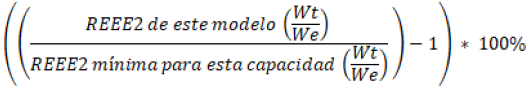 ((REEE2 de este modelo (Wt/We) / REEE2 mínima para esta capacidad (Wt/We)) − 1) * 100%